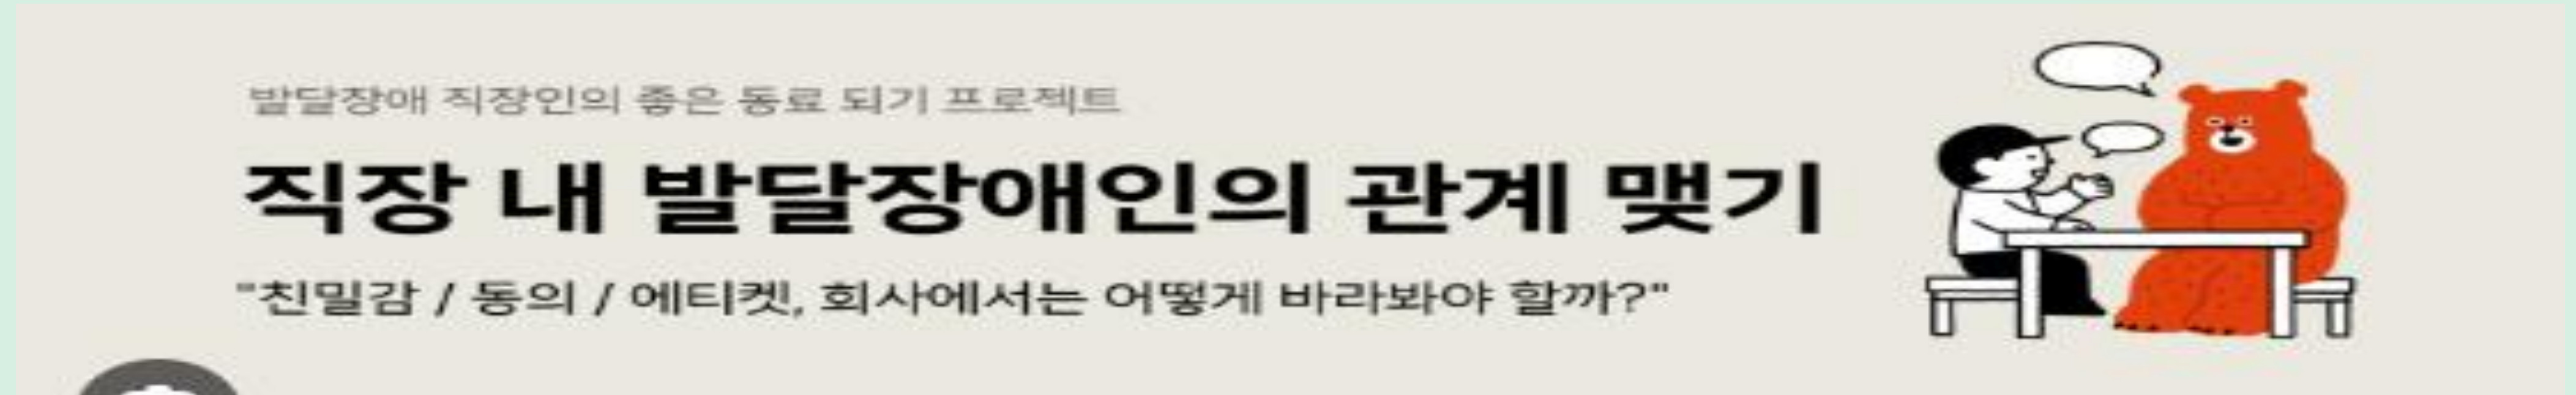 발달장애 직장인의 좋은 동료 되기 프로젝트
직장 내 발달장애인의 관계 맺기
"친밀감 / 동의 / 에티켓, 회사에서는 어떻게 바라봐야 할까?"